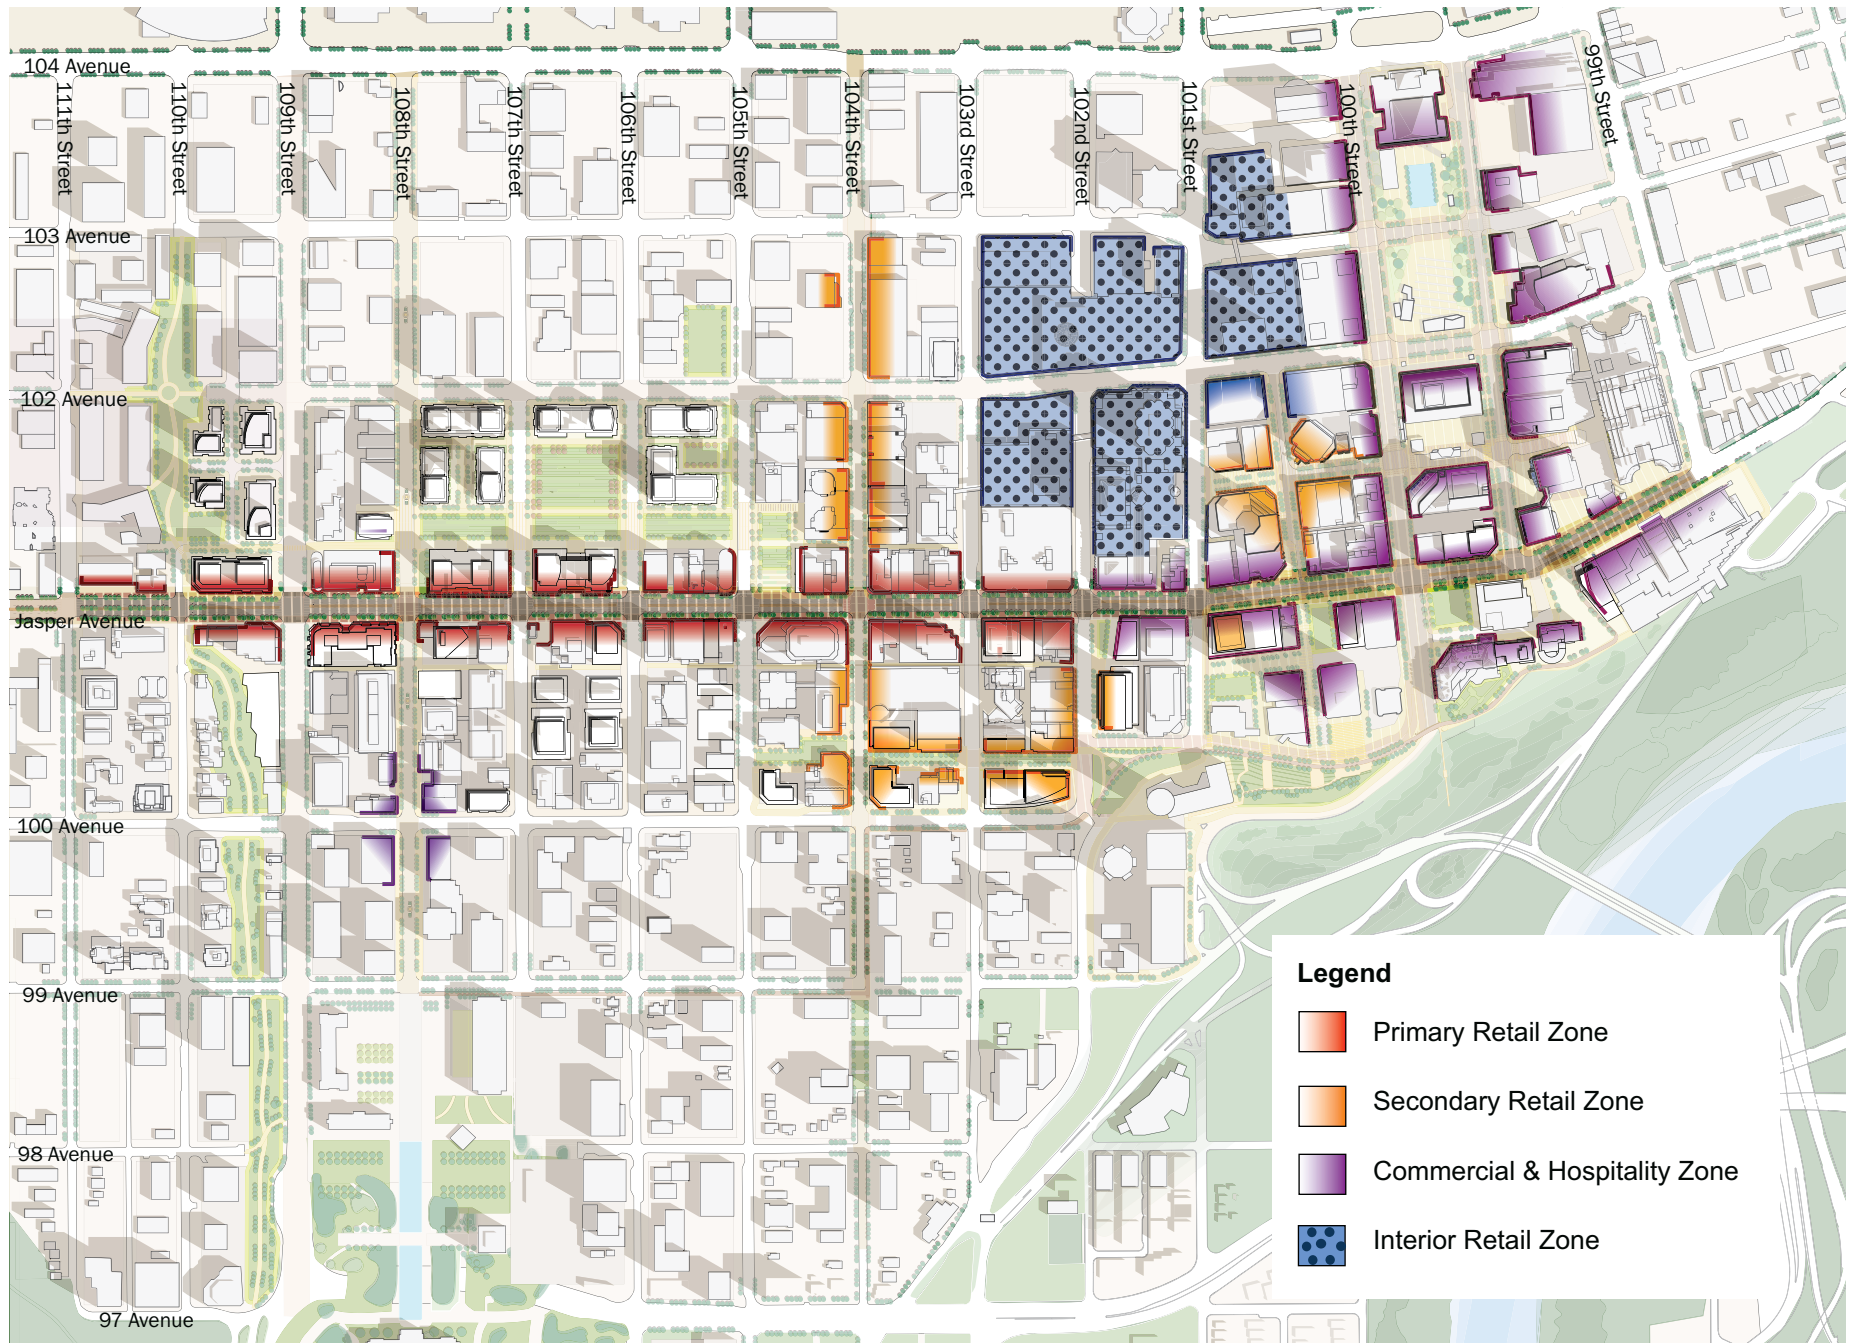 104 Avenue
111th Street
110th Street
109th Street
108th Street
107th Street
106th Street
105th Street
104th Street
103rd Street
102nd Street
101st Street
100th Street
99th Street
103 Avenue
102 Avenue
Jasper Avenue
100 Avenue
99 Avenue
98 Avenue
97 Avenue
Legend
Primary Retail Zone
Secondary Retail Zone
Commercial & Hospitality Zone
Interior Retail Zone